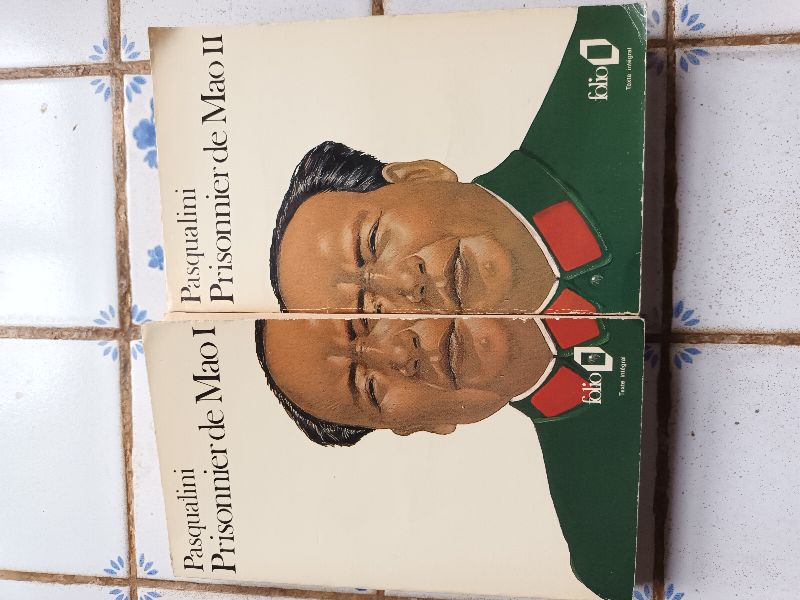 Pasqualini
Prisonnier de Mao I
folio
Texte intégral
Pasqualini
Prisonnier de Mao II
folio
Texte intégral